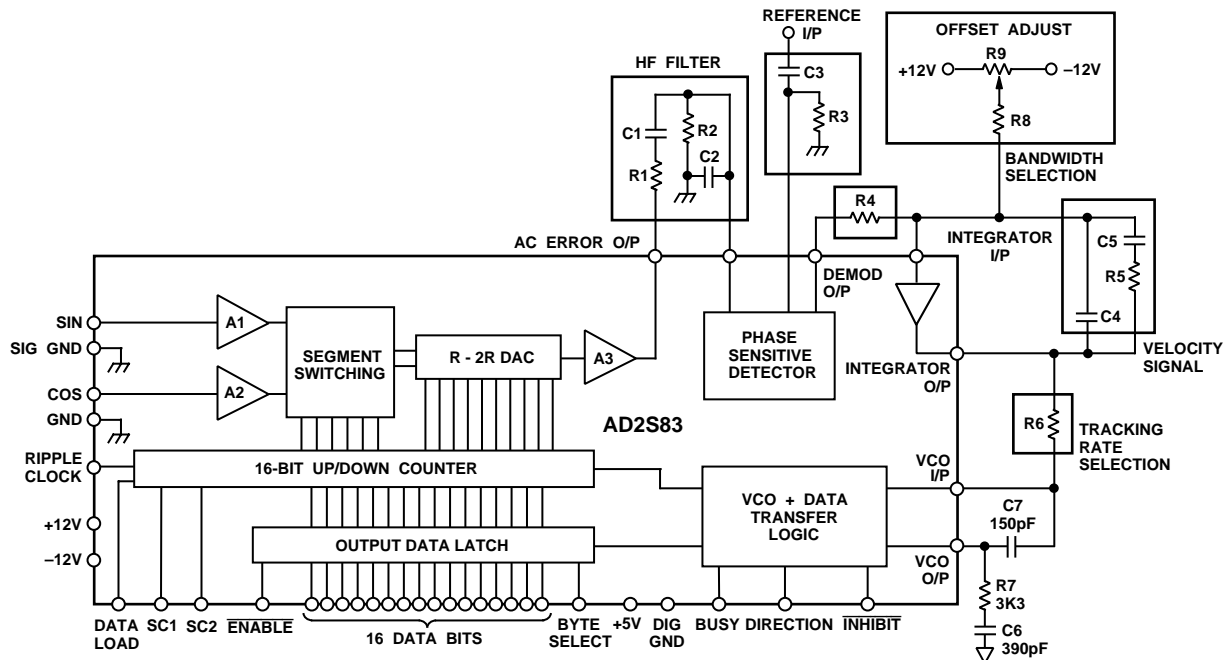 REFERENCE
I/P
OFFSET ADJUST
R9
+12V
–12V
R8
HF FILTER
C3
R3
C1
R2
C2
R1
BANDWIDTH
SELECTION
R4
INTEGRATOR
I/P
C5
R5
C4
AC ERROR O/P
DEMOD
O/P
SIN
A1
SIG GND
SEGMENT
SWITCHING
R - 2R DAC
A3
PHASE
SENSITIVE
DETECTOR
VELOCITY
SIGNAL
COS
A2
INTEGRATOR
O/P
GND
AD2S83
R6
TRACKING
RATE
SELECTION
RIPPLE
CLOCK
16-BIT UP/DOWN COUNTER
VCO
I/P
VCO + DATA
TRANSFER
LOGIC
C7
150pF
+12V
–12V
OUTPUT DATA LATCH
VCO
O/P
R7
3K3
C6
390pF
DATA
LOAD
SC1
SC2
ENABLE
16 DATA BITS
BYTE
SELECT
+5V
DIG
GND
BUSY
DIRECTION
INHIBIT